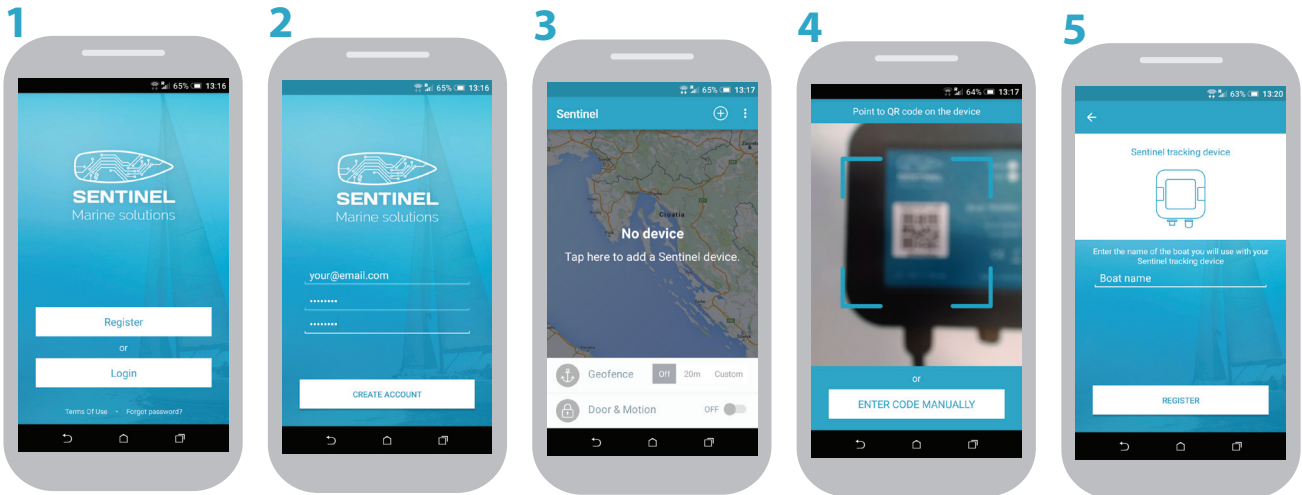 1
65% 13:16
SENTINEL
Marine solutions
Register
or
Login
Terms Of Use • Forgot password?
2
65% 13:16
SENTINEL
Marine solutions
your@email.com
••••••••
••••••••
CREATE ACCOUNT
3
65% 13:17
Sentinel
Croatia
No device
Tap here to add a Sentinel device.
Geofence Off 20m Custom
Door & Motion OFF
4
64% 13:17
Point to QR code on the device
or
ENTER CODE MANUALLY
5
63% 13:20
Sentinel tracking device
Enter the name of the boat you will use with your
Sentinel tracking device
Boat name
REGISTER